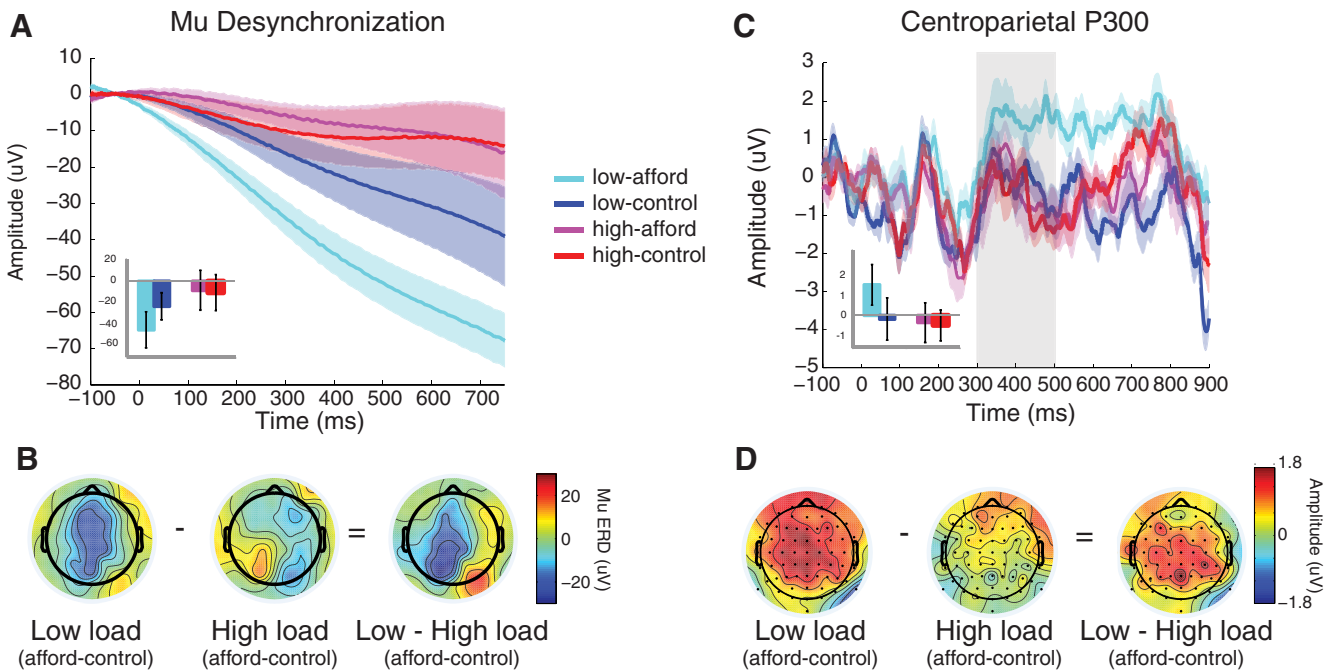 A
Mu Desynchronization
Amplitude (uV)
10
0
−10
−20
−30
−40
−50
−60
−70
−80
−100 0 100 200 300 400 500 600 700
Time (ms)
20
0
−20
−40
−60
low-afford
low-control
high-afford
high-control
C
Centroparietal P300
Amplitude (uV)
3
2
1
0
−1
−2
−3
−4
−5
−100 0 100 200 300 400 500 600 700 800 900
Time (ms)
2
1
0
-1
B
-
=
20
0
−20
Mu ERD
(uV)
Low load
(afford-control)
High load
(afford-control)
Low - High load
(afford-control)
D
-
=
Amplitude (uV)
1.8
0
−1.8
Low load
(afford-control)
High load
(afford-control)
Low - High load
(afford-control)